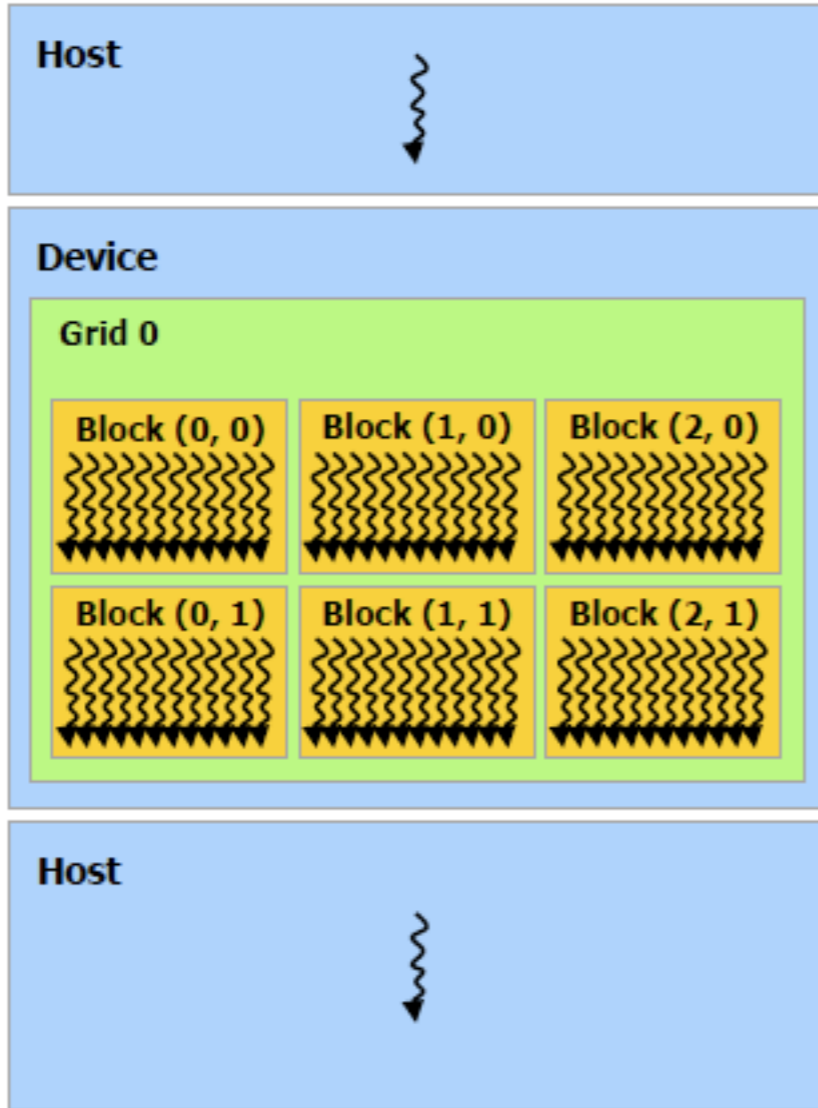 Host
Device
Grid 0
Block (0, 0) Block (1, 0) Block (2, 0)
Block (0, 1) Block (1, 1) Block (2, 1)
Host